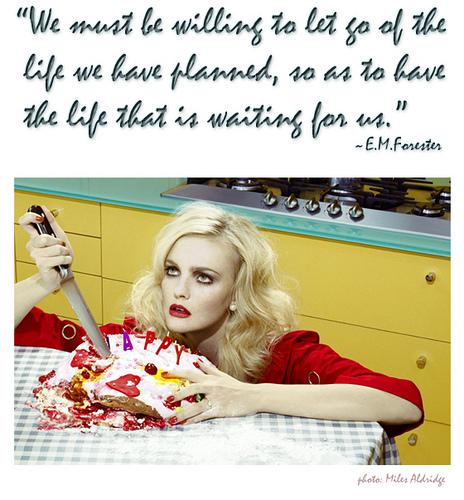 “We must be willing to let go of the
life we have planned, so as to have
the life that is waiting for us.”
~E.M.Forester
APPY
photo: Miles Aldridge